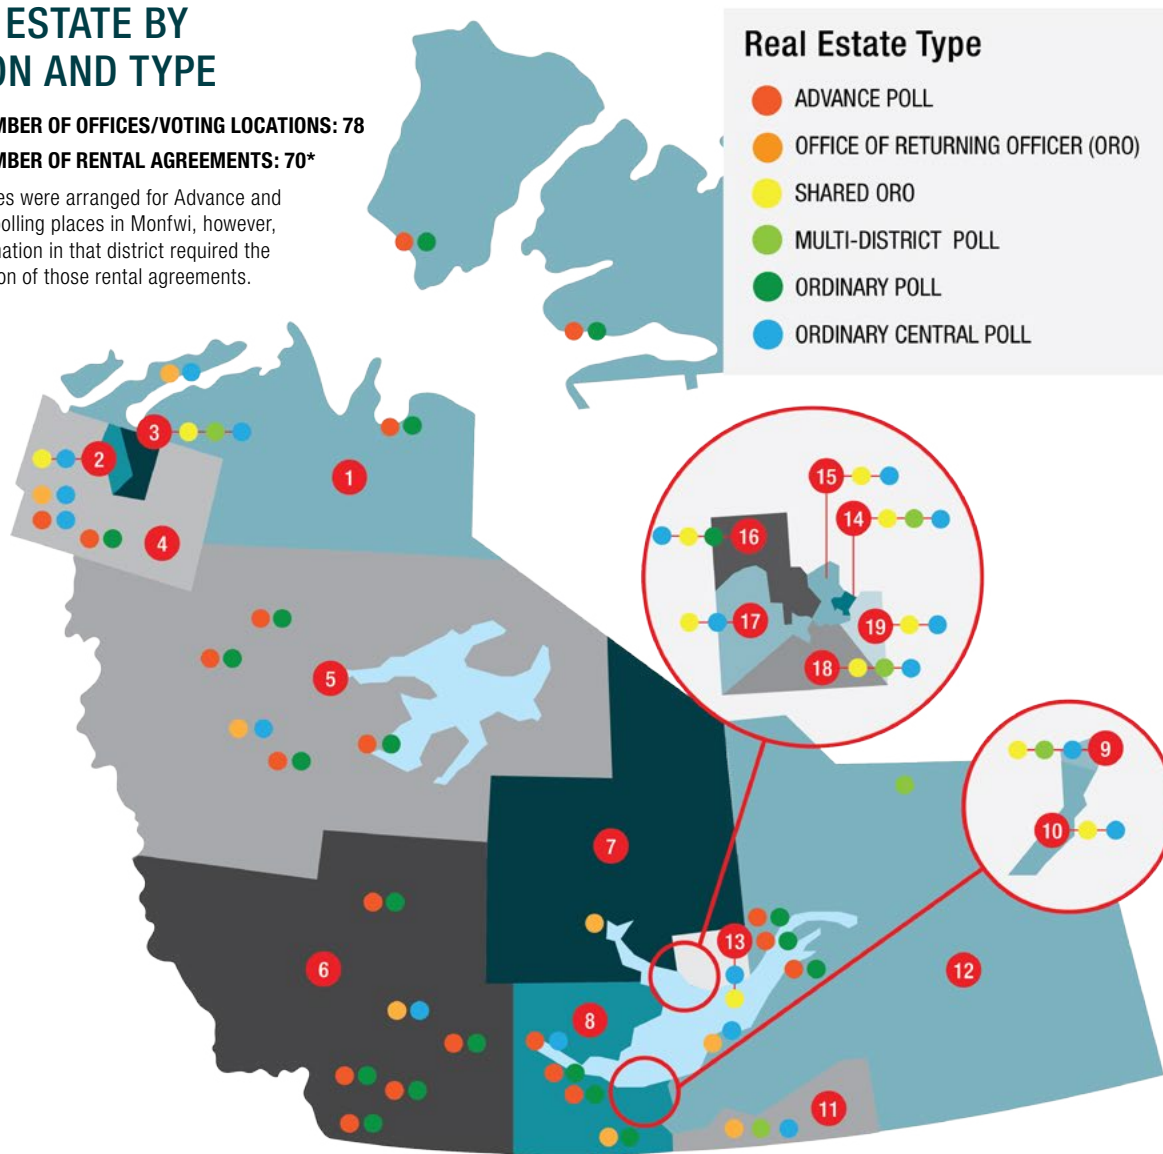 ESTATE BY
ON AND TYPE
MBER OF OFFICES/VOTING LOCATIONS: 78
MBER OF RENTAL AGREEMENTS: 70*
es were arranged for Advance and
polling places in Monfwi, however,
nation in that district required the
ion of those rental agreements.
Real Estate Type
ADVANCE POLL
OFFICE OF RETURNING OFFICER (ORO)
SHARED ORO
MULTI-DISTRICT POLL
ORDINARY POLL
ORDINARY CENTRAL POLL
3
2
1
4
15
14
16
17
19
18
5
9
10
7
6
13
12
8
11